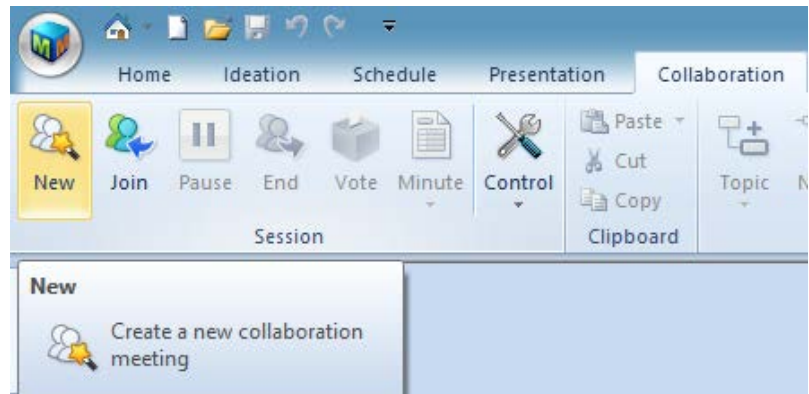 Home Ideation Schedule Presentation Collaboration
New Join Pause End Vote Minute Control Paste Cut Copy Topic
Session Clipboard
New
Create a new collaboration
meeting